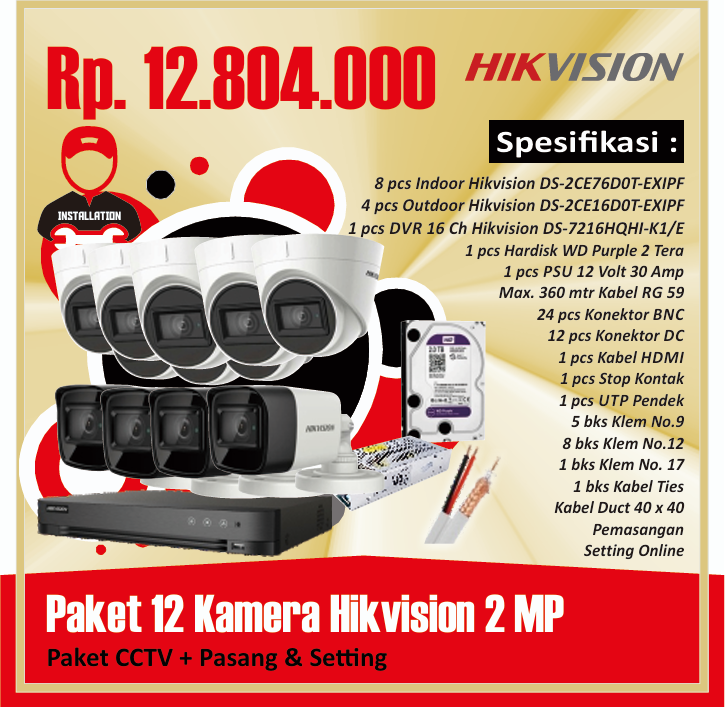 Rp. 12.804.000
HIKVISION
Spesifikasi :
INSTALLATION
8 pcs Indoor Hikvision DS-2CE76D0T-EXIPF
4 pcs Outdoor Hikvision DS-2CE16D0T-EXIPF
1 pcs DVR 16 Ch Hikvision DS-7216HQHI-K1/E
1 pcs Hardisk WD Purple 2 Tera
1 pcs PSU 12 Volt 30 Amp
Max. 360 mtr Kabel RG 59
24 pcs Konektor BNC
12 pcs Konektor DC
1 pcs Kabel HDMI
1 pcs Stop Kontak
1 pcs UTP Pendek
5 bks Klem No.9
8 bks Klem No.12
1 bks Klem No. 17
1 bks Kabel Ties
Kabel Duct 40 x 40
Pemasangan
Setting Online
HIKVISION
HIKVISION
Paket 12 Kamera Hikvision 2 MP
Paket CCTV + Pasang & Setting